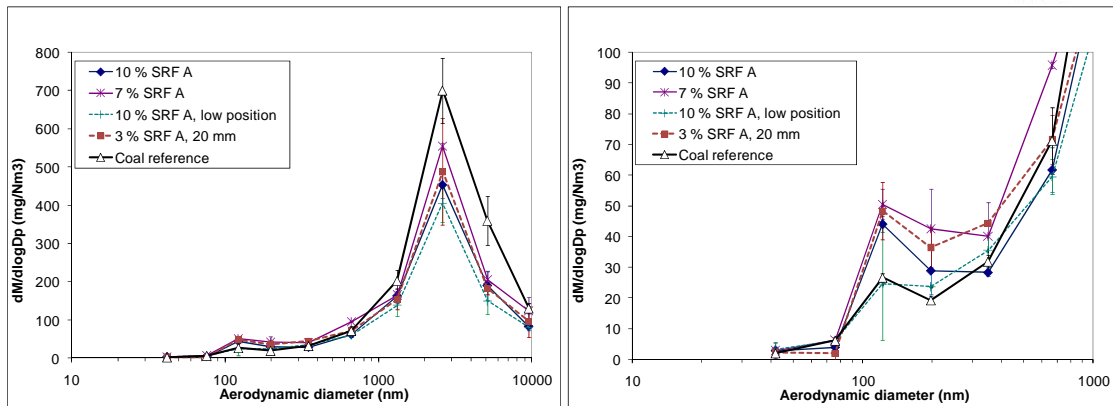 800
700
600
500
400
300
200
100
0
dM/dlogDp (mg/Nm3)
10 % SRF A
7 % SRF A
10 % SRF A, low position
3 % SRF A, 20 mm
Coal reference
10 100 1000 10000
Aerodynamic diameter (nm)
100
90
80
70
60
50
40
30
20
10
0
dM/dlogDp (mg/Nm3)
10 % SRF A
7 % SRF A
10 % SRF A, low position
3 % SRF A, 20 mm
Coal reference
10 100 1000
Aerodynamic diameter (nm)